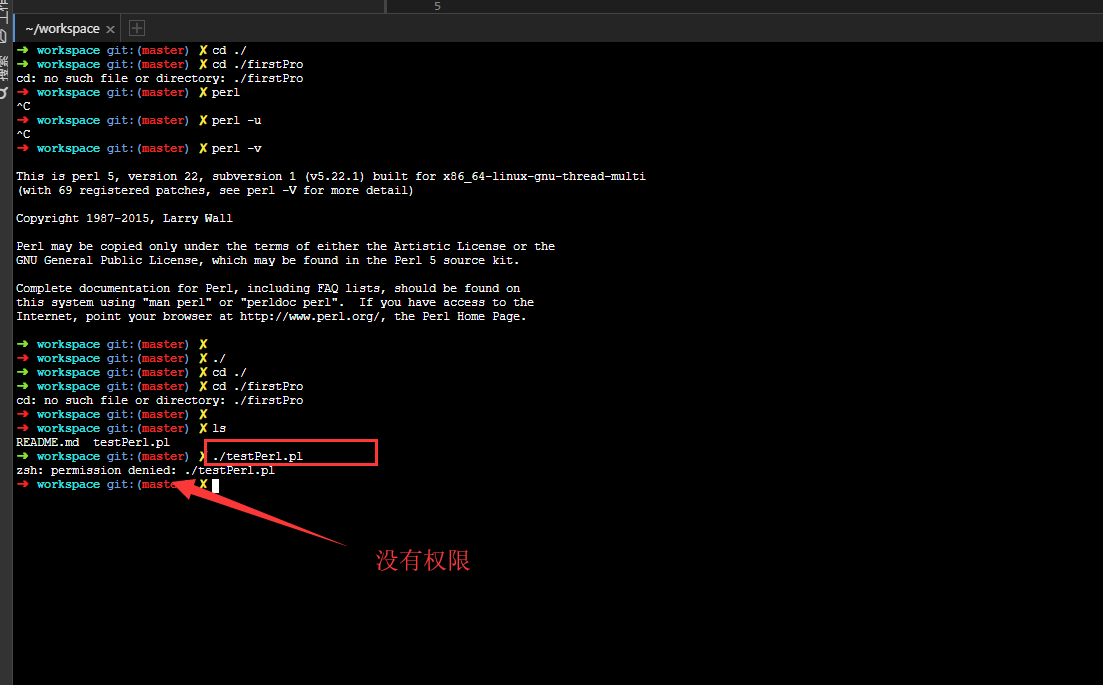 5
~/workspace × +
➜ workspace git:(master) ✗ cd ./
➜ workspace git:(master) ✗ cd ./firstPro
cd: no such file or directory: ./firstPro
➜ workspace git:(master) ✗ perl
^C
➜ workspace git:(master) ✗ perl -u
^C
➜ workspace git:(master) ✗ perl -v
This is perl 5, version 22, subversion 1 (v5.22.1) built for x86_64-linux-gnu-thread-multi
(with 69 registered patches, see perl -V for more detail)
Copyright 1987-2015, Larry Wall
Perl may be copied only under the terms of either the Artistic License or the
GNU General Public License, which may be found in the Perl 5 source kit.
Complete documentation for Perl, including FAQ lists, should be found on
this system using "man perl" or "perldoc perl".  If you have access to the
Internet, point your browser at http://www.perl.org/, the Perl Home Page.
➜ workspace git:(master) ✗
➜ workspace git:(master) ✗ ./
➜ workspace git:(master) ✗ cd ./
➜ workspace git:(master) ✗ cd ./firstPro
cd: no such file or directory: ./firstPro
➜ workspace git:(master) ✗
➜ workspace git:(master) ✗ ls
README.md  testPerl.pl
➜ workspace git:(master) ✗ ./testPerl.pl
zsh: permission denied: ./testPerl.pl
➜ workspace git:(maste ✗
没有权限